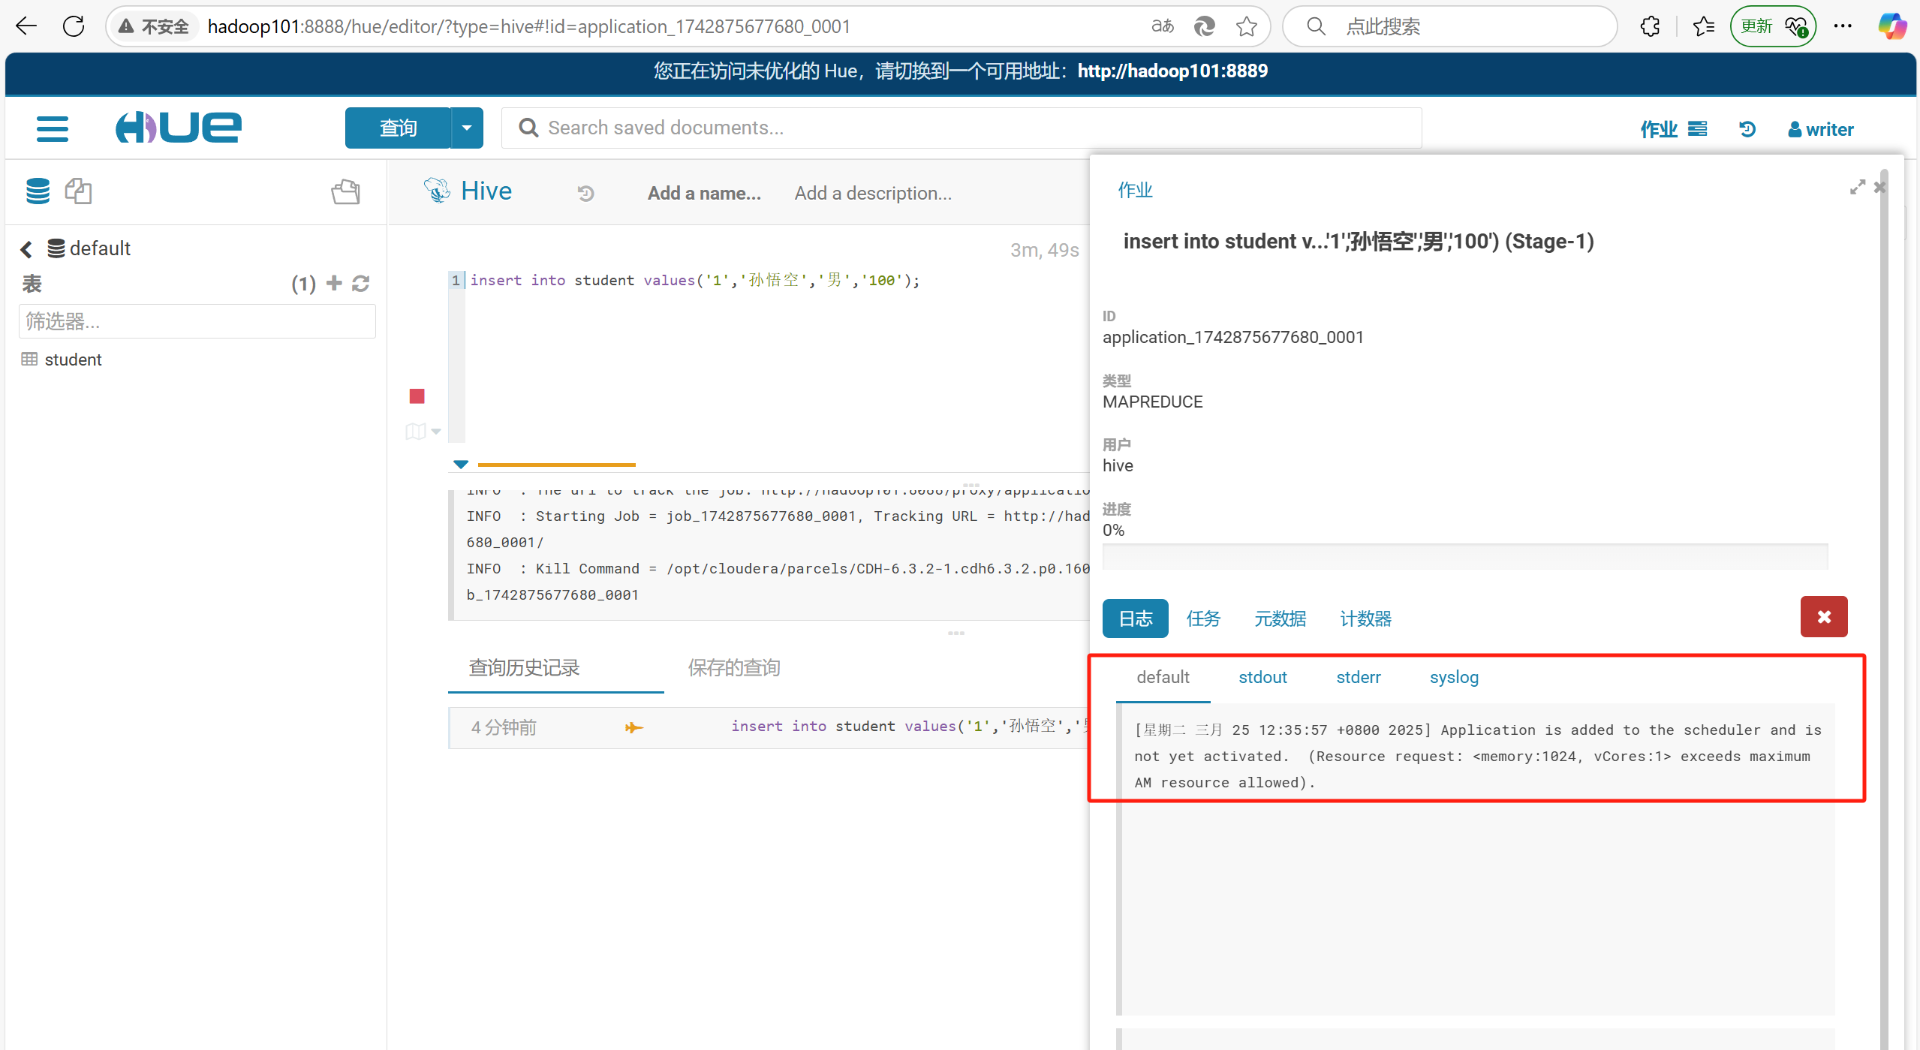 不安全 hadoop101:8888/hue/editor/?type=hive#!id=application_1742875677680_0001
aあ
点此搜索
更新
您正在访问未优化的 Hue，请切换到一个可用地址：http://hadoop101:8889
HUE
查询
Search saved documents...
作业
writer
Hive
Add a name...
Add a description...
default
表
(1)
筛选器...
student
3m, 49s
1 insert into student values('1','孙悟空','男','100');
INFO : The url to track the job: http://hadoop101:8088/proxy/applicatio
INFO : Starting Job = job_1742875677680_0001, Tracking URL = http://had
680_0001/
INFO : Kill Command = /opt/cloudera/parcels/CDH-6.3.2-1.cdh6.3.2.p0.160
b_1742875677680_0001
查询历史记录
保存的查询
4 分钟前
insert into student values('1','孙悟空','
作业
insert into student v...'1','孙悟空','男','100') (Stage-1)
ID
application_1742875677680_0001
类型
MAPREDUCE
用户
hive
进度
0%
日志
任务
元数据
计数器
default
stdout
stderr
syslog
[星期二 三月 25 12:35:57 +0800 2025] Application is added to the scheduler and is
not yet activated. (Resource request: <memory:1024, vCores:1> exceeds maximum
AM resource allowed).